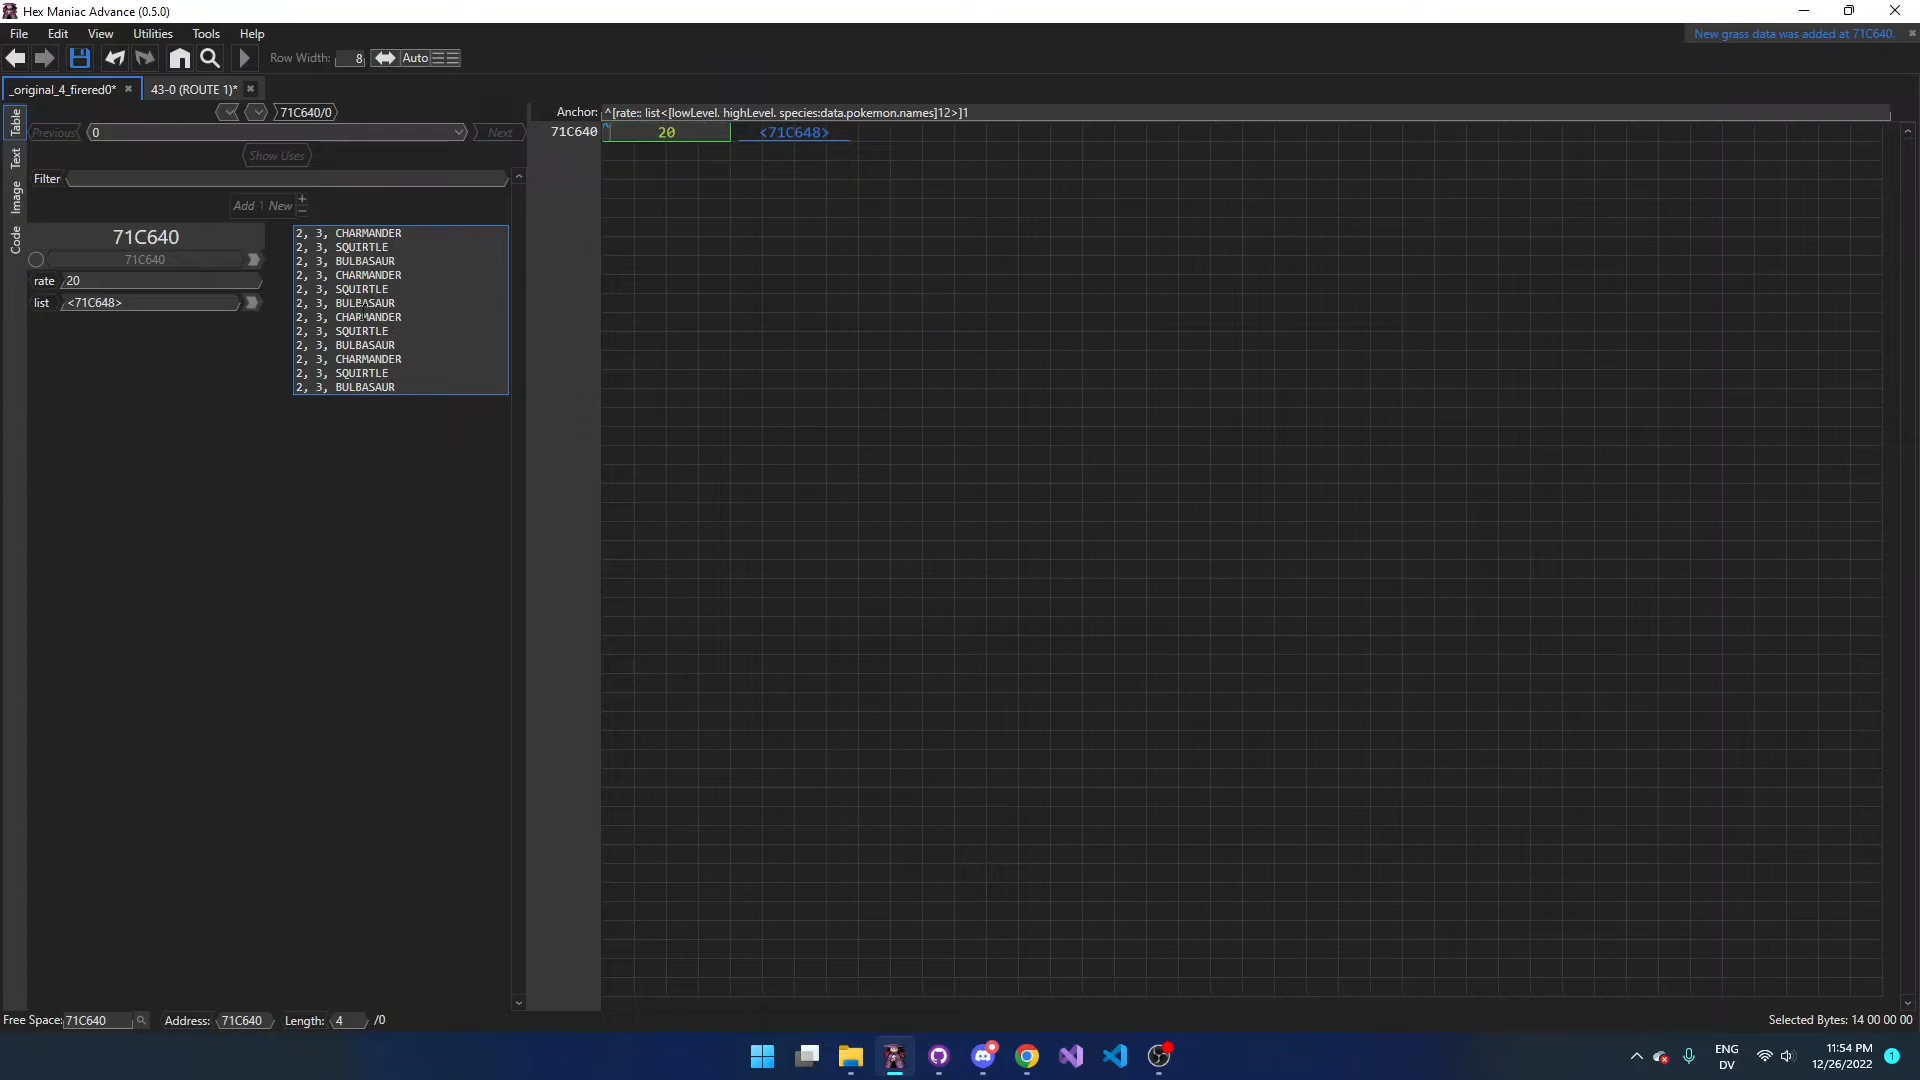 Hex Maniac Advance (0.5.0)
File Edit View Utilities Tools Help
New grass data was added at 71C640.
Row Width: 8 Auto
_original_4_firered0* 43-0 (ROUTE 1)*
71C640/0
Anchor: ^[rate:: list<[lowLevel. highLevel. species:data.pokemon.names]12>]1
Previous 0 Next
71C640 20 <71C648>
Table
Text
Image
Code
Show Uses
Filter
Add 1 New
71C640
71C640
rate 20
list <71C648>
2, 3, CHARMANDER
2, 3, SQUIRTLE
2, 3, BULBASAUR
2, 3, CHARMANDER
2, 3, SQUIRTLE
2, 3, BULBASAUR
2, 3, CHARMANDER
2, 3, SQUIRTLE
2, 3, BULBASAUR
2, 3, CHARMANDER
2, 3, SQUIRTLE
2, 3, BULBASAUR
Free Space: 71C640 Address: 71C640 Length: 4 /0
Selected Bytes: 14 00 00 00
ENG
DV
11:54 PM
12/26/2022
1